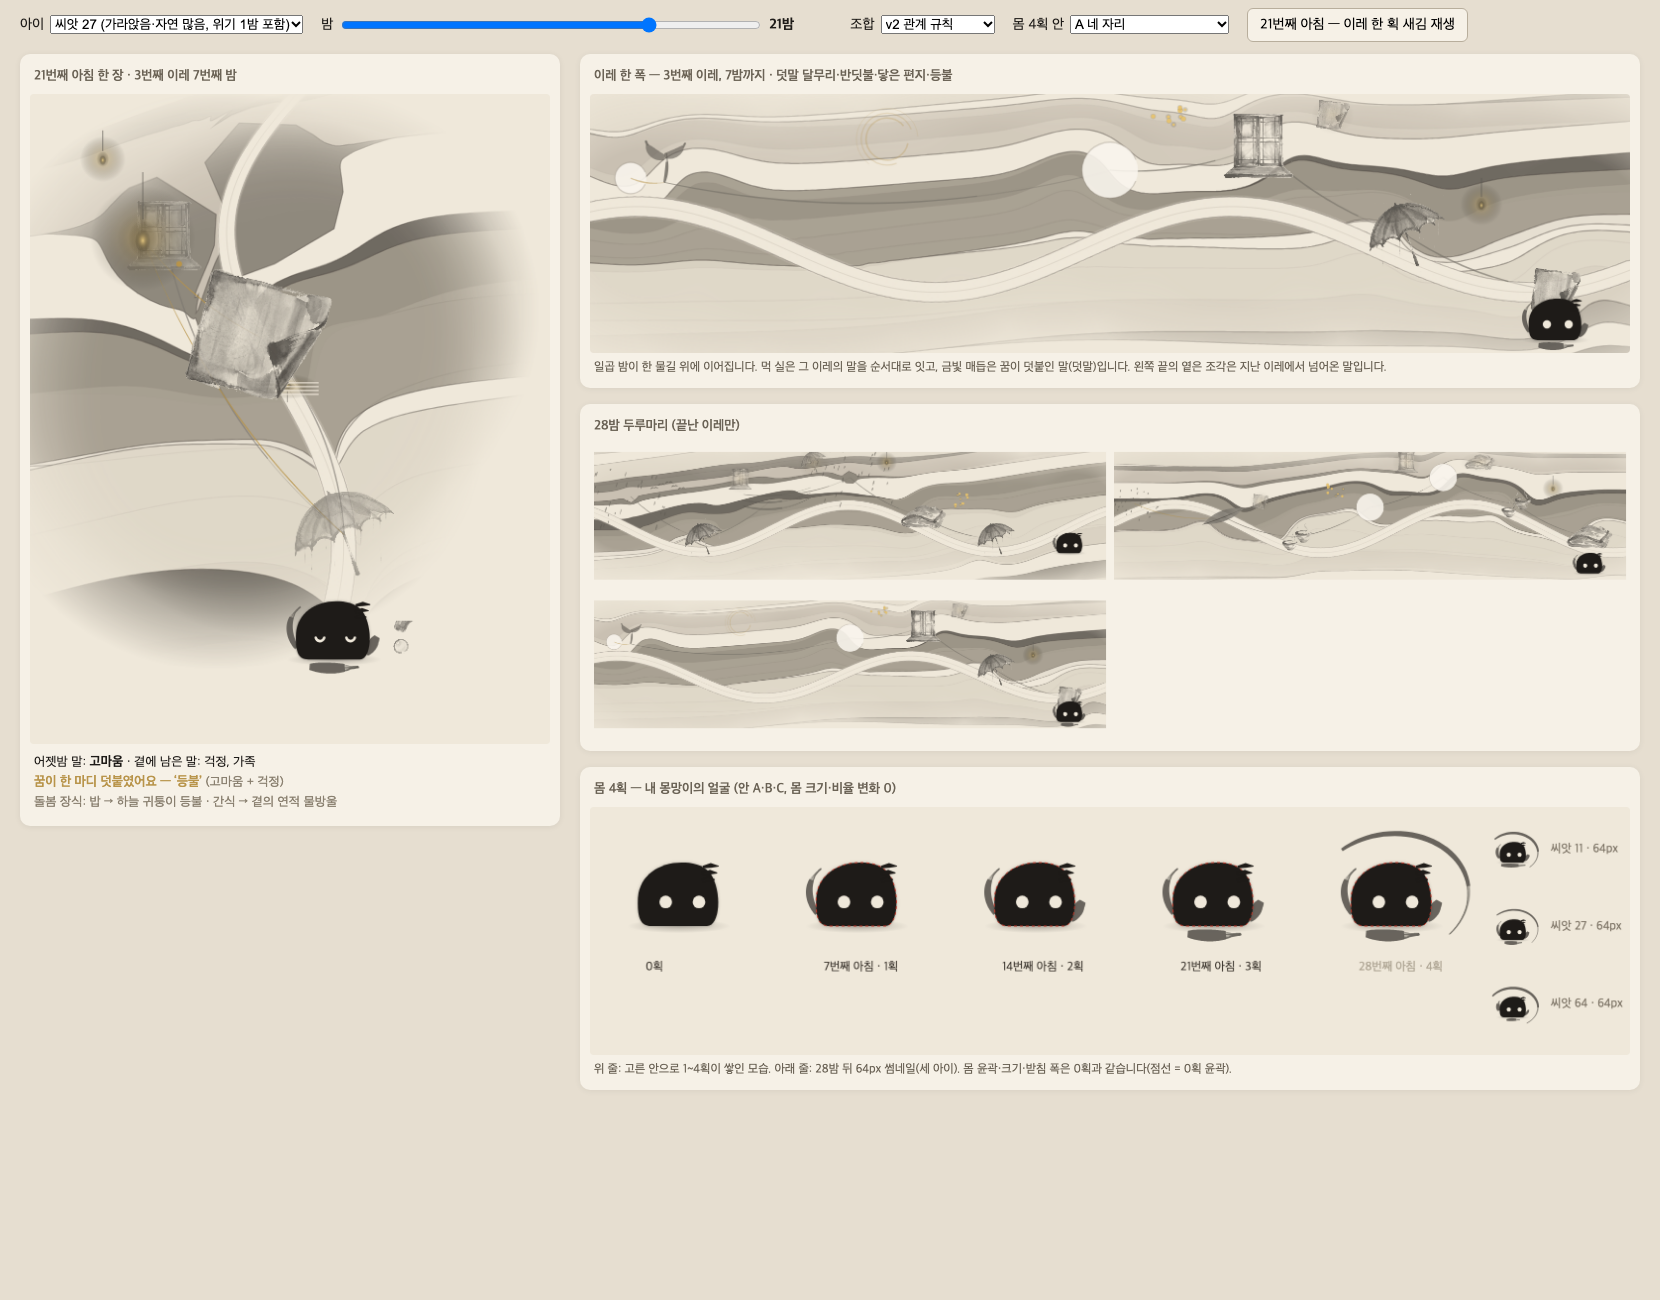 아이 씨앗 27 (가라앉음·자연 많음, 위기 1밤 포함) 밤 21밤 조합 v2 관계 규칙 몸 4획 안 A 네 자리 21번째 아침 — 이레 한 획 새김 재생
21번째 아침 한 장 · 3번째 이레 7번째 밤
어젯밤 말: 고마움 · 곁에 남은 말: 걱정, 가족
꿈이 한 마디 덧붙였어요 — ‘등불’ (고마움 + 걱정)
돌봄 장식: 밥 → 하늘 귀퉁이 등불 · 간식 → 곁의 연적 물방울
이레 한 폭 — 3번째 이레, 7밤까지 · 덧말 달무리·반딧불·닿은 편지·등불
일곱 밤이 한 물길 위에 이어집니다. 먹 실은 그 이레의 말을 순서대로 잇고, 금빛 매듭은 꿈이 덧붙인 말(덧말)입니다. 왼쪽 끝의 옅은 조각은 지난 이레에서 넘어온 말입니다.
28밤 두루마리 (끝난 이레만)
몸 4획 — 내 몽망이의 얼굴 (안 A·B·C, 몸 크기·비율 변화 0)
씨앗 11 · 64px
씨앗 27 · 64px
0획 7번째 아침 · 1획 14번째 아침 · 2획 21번째 아침 · 3획 28번째 아침 · 4획
씨앗 64 · 64px
위 줄: 고른 안으로 1~4획이 쌓인 모습. 아래 줄: 28밤 뒤 64px 썸네일(세 아이). 몸 윤곽·크기·받침 폭은 0획과 같습니다(점선 = 0획 윤곽).